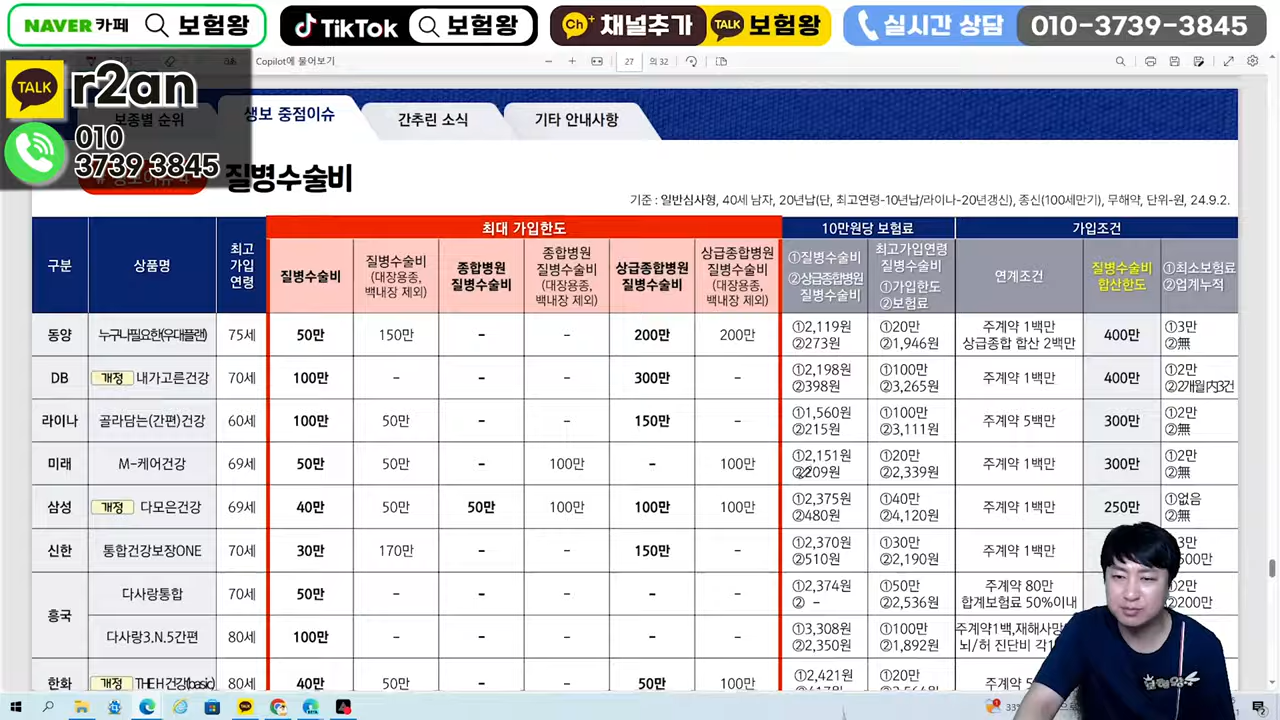 NAVER 카페 보험왕 TikTok 보험왕 Ch+ 채널추가 TALK 보험왕 실시간 상담 010-3739-3845
Copilot에 물어보기 27 의 32
TALK r2an
010
3739 3845
보종별 순위 생보 중점이슈 간추린 소식 기타 안내사항
질병수술비
기준 : 일반심사형, 40세 남자, 20년납(단, 최고연령-10년납/라이나-20년갱신), 종신(100세만기), 무해약, 단위-원, 24.9.2.
구분 상품명 최고 가입 연령 최대 가입한도 10만원당 보험료 가입조건
질병수술비 질병수술비 (대장용종, 백내장 제외) 종합병원 질병수술비 종합병원 질병수술비 (대장용종, 백내장 제외) 상급종합병원 질병수술비 상급종합병원 질병수술비 (대장용종, 백내장 제외) ①질병수술비 ②상급종합병원 질병수술비 최고가입연령 질병수술비 ①가입한도 ②보험료 연계조건 질병수술비 합산한도 ①최소보험료 ②업계누적
동양 누구나필요한(우대플랜) 75세 50만 150만 - - 200만 200만 ①2,119원 ②273원 ①20만 ②1,946원 주계약 1백만 상급종합 합산 2백만 400만 ①3만 ②無
DB 개정 내가고른건강 70세 100만 - - - 300만 - ①2,198원 ②398원 ①100만 ②3,265원 주계약 1백만 400만 ①2만 ②2개월內3건
라이나 골라담는(간편)건강 60세 100만 50만 - - 150만 - ①1,560원 ②215원 ①100만 ②3,111원 주계약 5백만 300만 ①2만 ②無
미래 M-케어건강 69세 50만 50만 - 100만 - 100만 ①2,151원 ②209원 ①20만 ②2,339원 주계약 1백만 300만 ①2만 ②無
삼성 개정 다모은건강 69세 40만 50만 50만 100만 100만 100만 ①2,375원 ②480원 ①40만 ②4,120원 주계약 1백만 250만 ①없음 ②無
신한 통합건강보장ONE 70세 30만 170만 - - 150만 - ①2,370원 ②510원 ①30만 ②2,190원 주계약 1백만 3만 500만
흥국 다사랑통합 70세 50만 - - - - - ①2,374원 ② - ①50만 ②2,536원 주계약 80만 합계보험료 50%이내 2만 ②200만
다사랑3.N.5간편 80세 100만 - - - - - ①3,308원 ②2,350원 ①100만 ②1,892원 주계약1백,재해사망 뇌/허 진단비 각1
한화 개정 THE H 건강(basic) 80세 40만 50만 - - 50만 100만 ①2,421원 ①20만 주계약
보험왕
33%